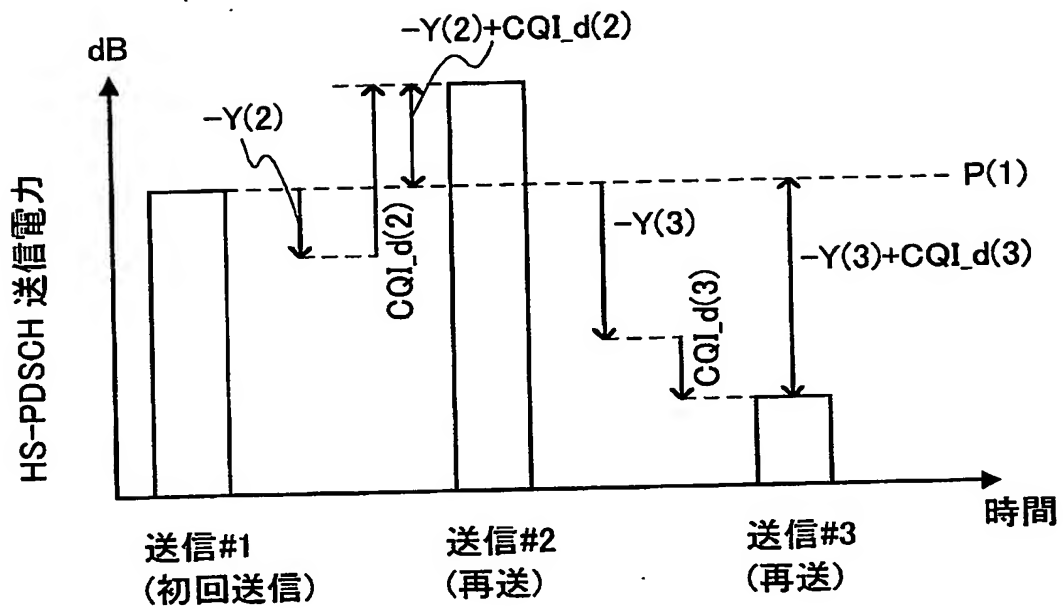 -Y(2)+CQI_d(2)
dB
-Y(2)
P(1)
HS-PDSCH 送信電力
CQI_d(2)
-Y(3)
-Y(3)+CQI_d(3)
CQI_d(3)
時間
送信#1
(初回送信)
送信#2
(再送)
送信#3
(再送)